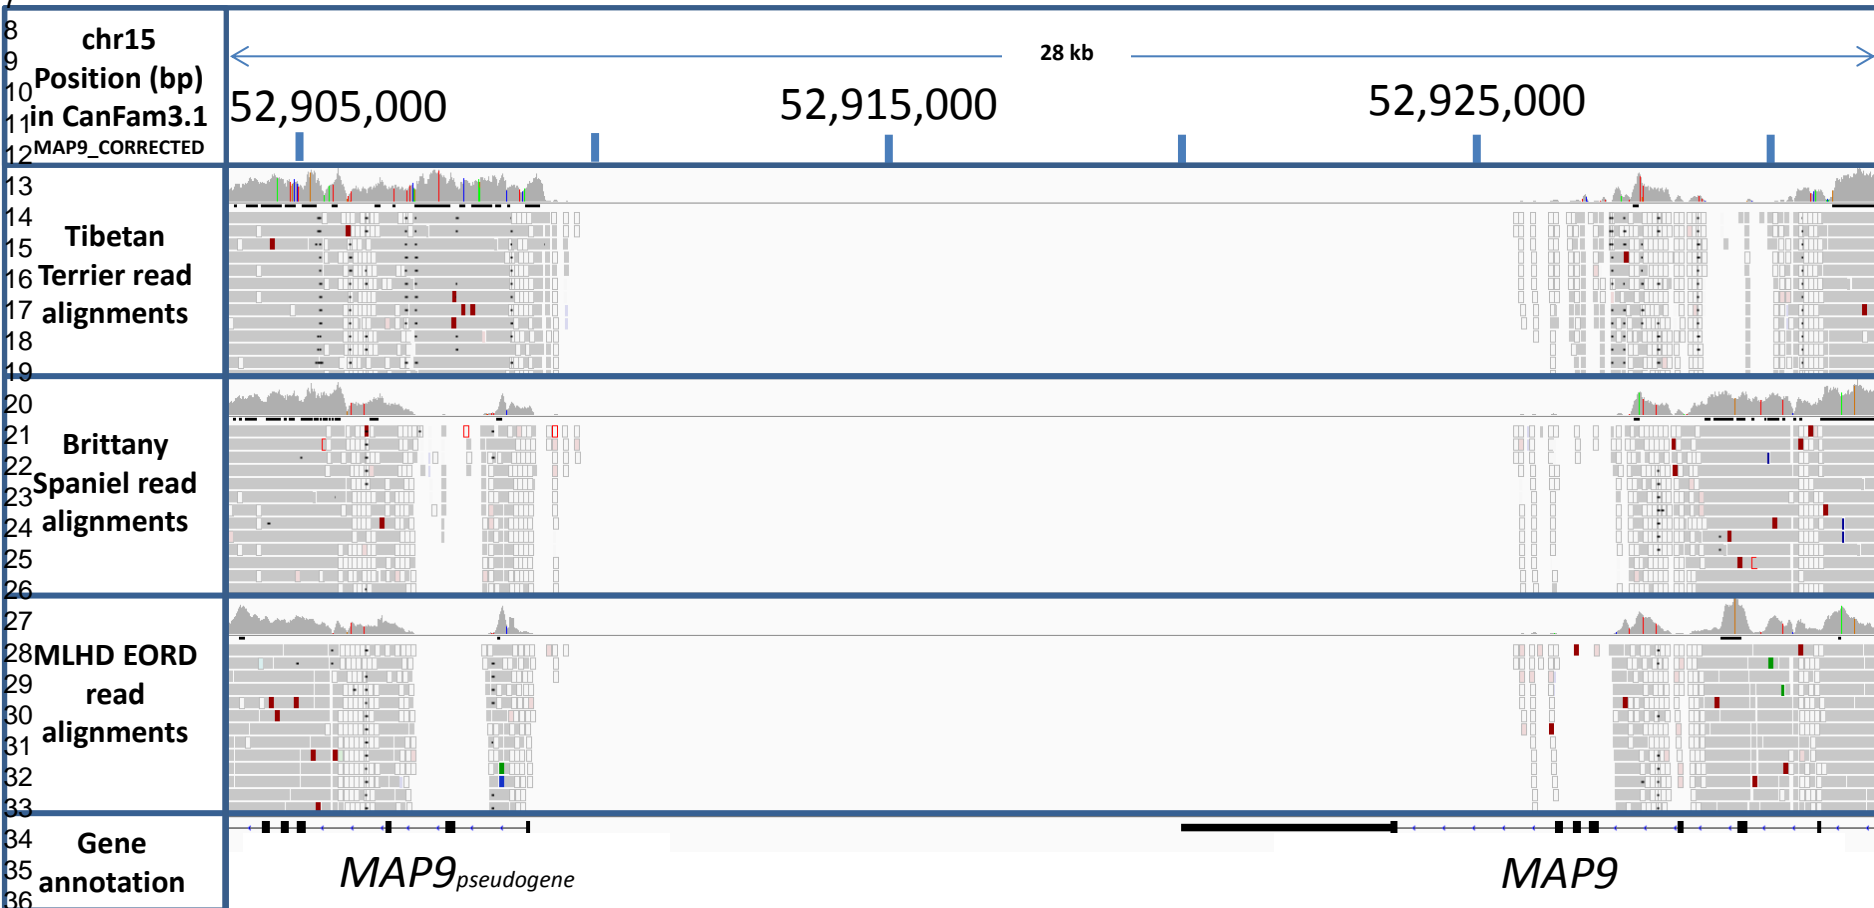 7
8
9
10
11
12
13
14
15
16
17
18
19
20
21
22
23
24
25
26
27
28
29
30
31
32
33
34
35
36
chr15
Position (bp)
in CanFam3.1
MAP9_CORRECTED
28 kb
52,905,000 52,915,000 52,925,000
Tibetan
Terrier read
alignments
Brittany
Spaniel read
alignments
MLHD EORD
read
alignments
Gene
annotation
MAP9pseudogene MAP9